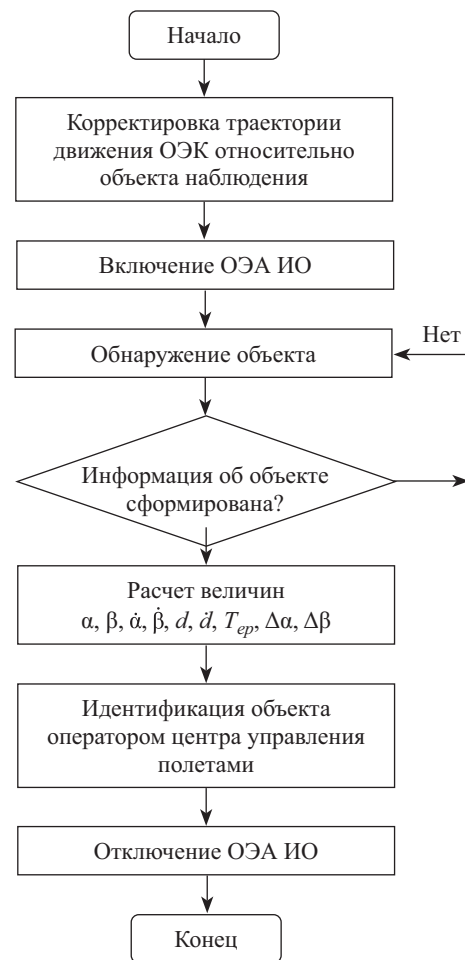 Начало
Корректировка траектории
движения ОЭК относительно
объекта наблюдения
Включение ОЭА ИО
Нет
Обнаружение объекта
Информация об объекте
сформирована?
Расчет величин
α, β, α̇, β̇, d, ḋ, Tер, Δα, Δβ
Идентификация объекта
оператором центра управления
полетами
Отключение ОЭА ИО
Конец